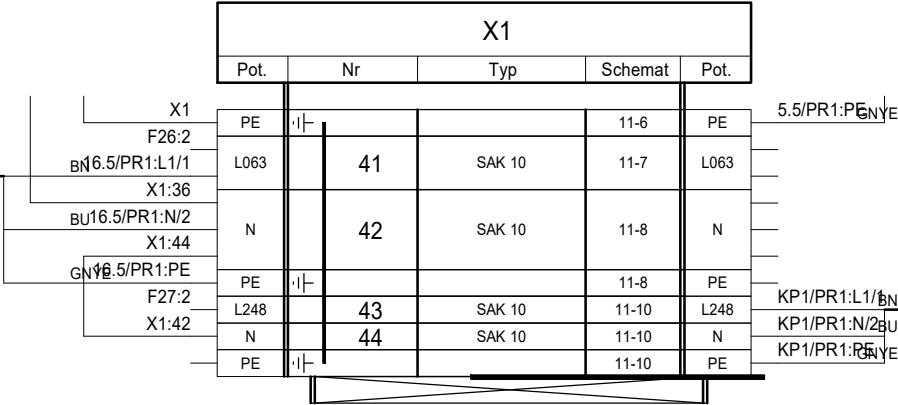 X1
Pot. Nr Typ Schemat Pot.
X1 PE 11-6 PE 5.5/PR1:PE GNYE
F26:2
BN 16.5/PR1:L1/1 L063 41 SAK 10 11-7 L063
X1:36
BU 16.5/PR1:N/2 N 42 SAK 10 11-8 N
X1:44
GNYE 16.5/PR1:PE PE 11-8 PE
F27:2 L248 43 SAK 10 11-10 L248 KP1/PR1:L1/1 BN
X1:42 N 44 SAK 10 11-10 N KP1/PR1:N/2 BU
PE 11-10 PE KP1/PR1:PE GNYE